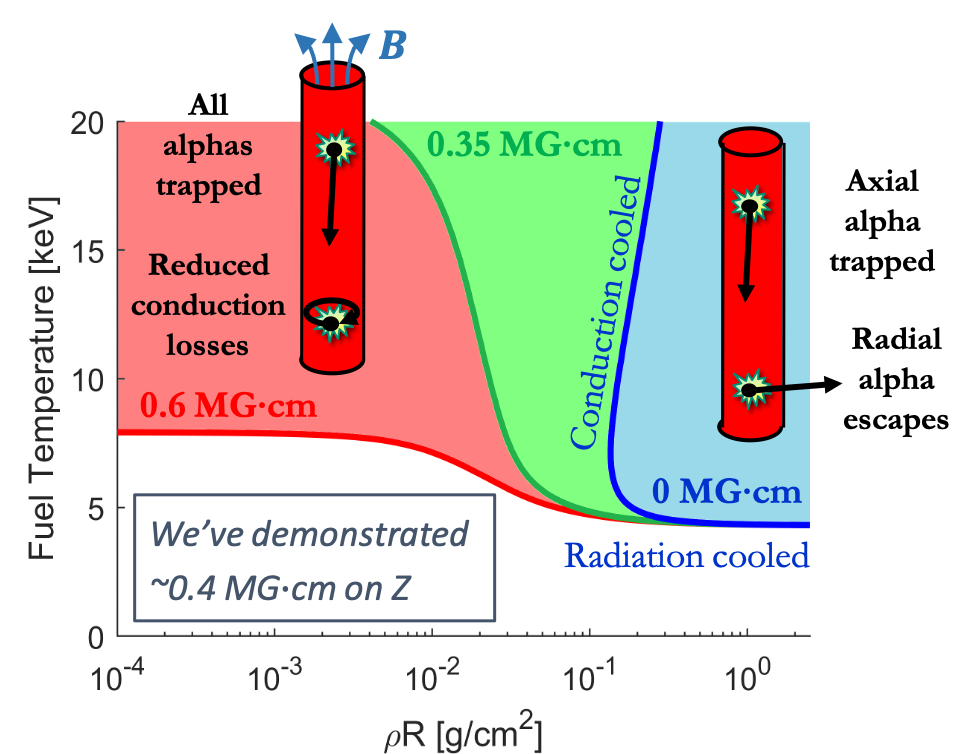 B
All
alphas
trapped
Reduced
conduction
losses
0.6 MG·cm
0.35 MG·cm
Conduction cooled
0 MG·cm
Radiation cooled
Axial
alpha
trapped
Radial
alpha
escapes
We’ve demonstrated
~0.4 MG·cm on Z
Fuel Temperature [keV]
20
15
10
5
0
10⁻⁴
10⁻³
10⁻²
10⁻¹
10⁰
ρR [g/cm²]